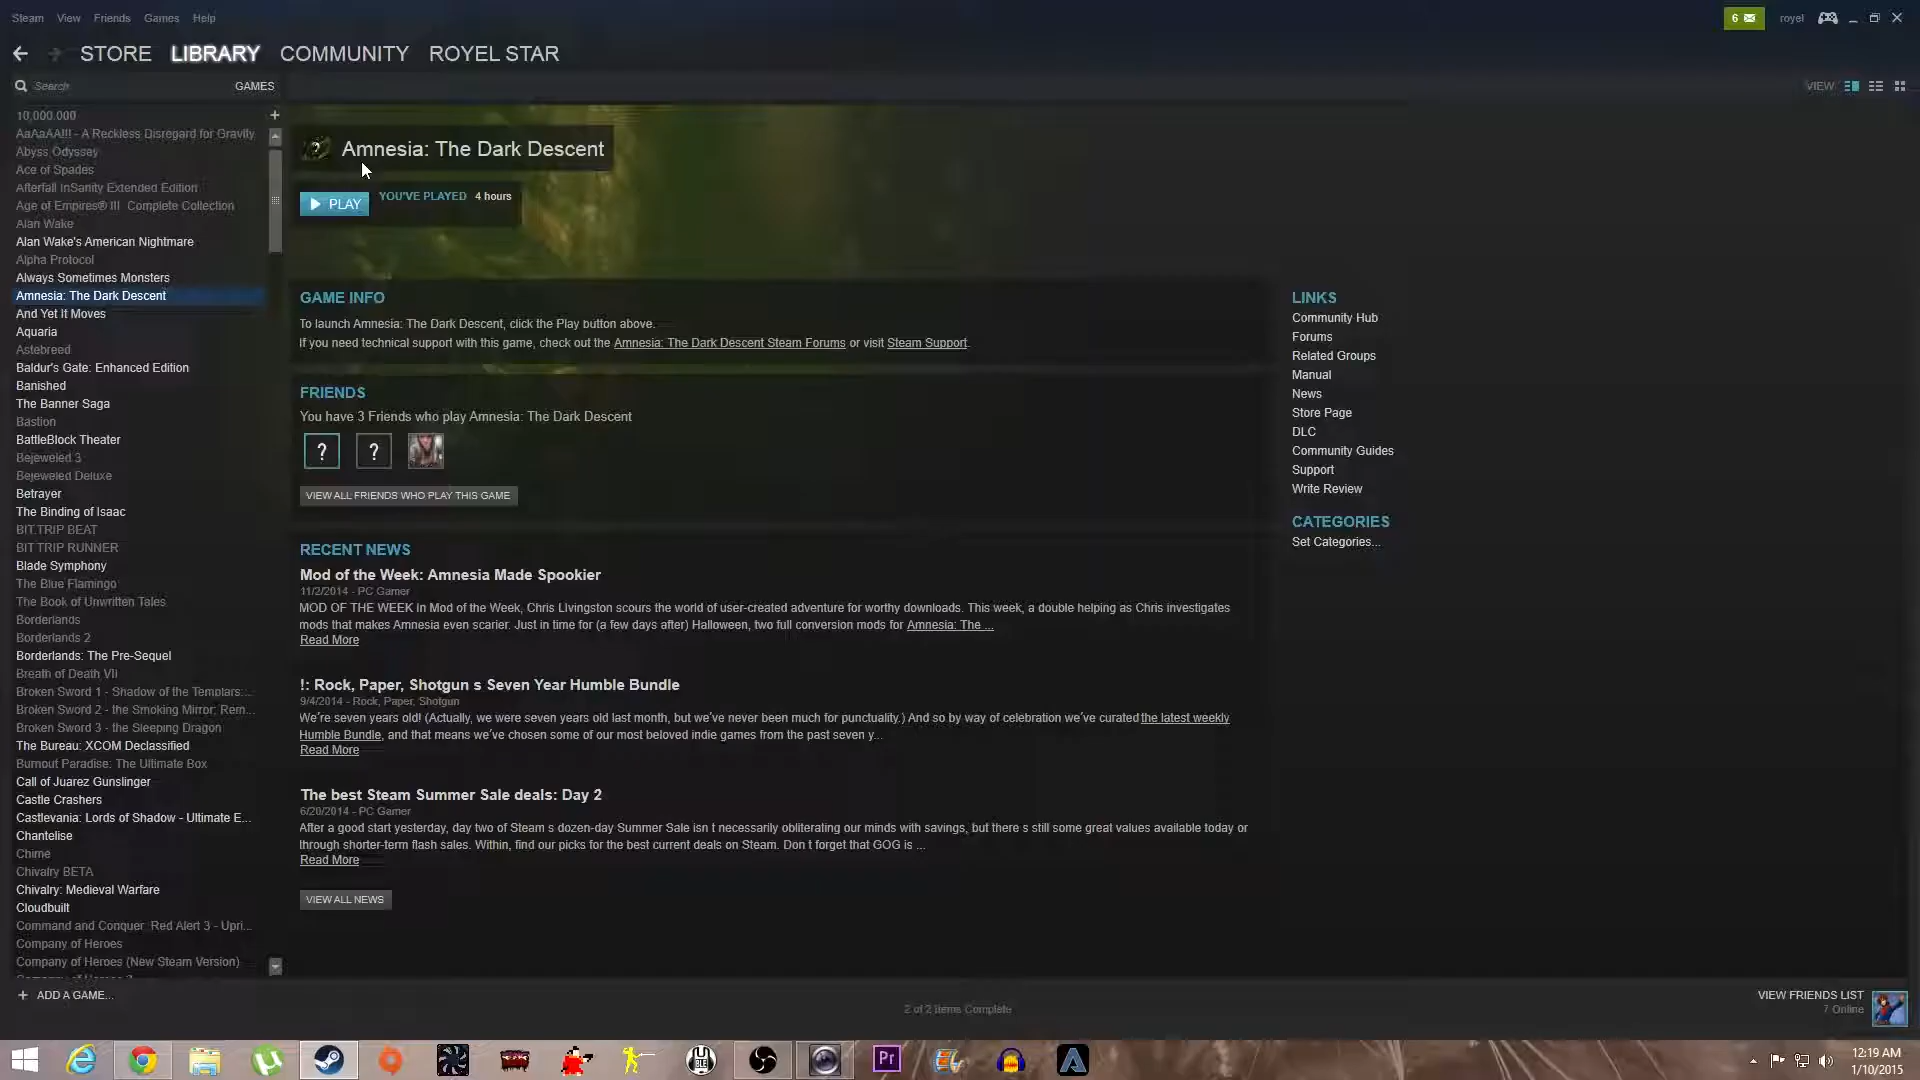 Steam View Friends Games Help
6
royel
STORE LIBRARY COMMUNITY ROYEL STAR
Search
GAMES
VIEW:
10,000,000
AaAaAA!!! - A Reckless Disregard for Gravity
Abyss Odyssey
Ace of Spades
Afterfall InSanity Extended Edition
Age of Empires® III Complete Collection
Alan Wake
Alan Wake's American Nightmare
Alpha Protocol
Always Sometimes Monsters
Amnesia: The Dark Descent
And Yet It Moves
Aquaria
Astebreed
Baldur's Gate: Enhanced Edition
Banished
The Banner Saga
Bastion
BattleBlock Theater
Bejeweled 3
Bejeweled Deluxe
Betrayer
The Binding of Isaac
BIT.TRIP BEAT
BIT.TRIP RUNNER
Blade Symphony
The Blue Flamingo
The Book of Unwritten Tales
Borderlands
Borderlands 2
Borderlands: The Pre-Sequel
Breath of Death VII
Broken Sword 1 - Shadow of the Templars:...
Broken Sword 2 - the Smoking Mirror: Rem...
Broken Sword 3 - the Sleeping Dragon
The Bureau: XCOM Declassified
Burnout Paradise: The Ultimate Box
Call of Juarez Gunslinger
Castle Crashers
Castlevania: Lords of Shadow - Ultimate E...
Chantelise
Chime
Chivalry BETA
Chivalry: Medieval Warfare
Cloudbuilt
Command and Conquer: Red Alert 3 - Upri...
Company of Heroes
Company of Heroes (New Steam Version)
+ ADD A GAME...
Amnesia: The Dark Descent
PLAY
YOU'VE PLAYED 4 hours
GAME INFO
To launch Amnesia: The Dark Descent, click the Play button above.
If you need technical support with this game, check out the Amnesia: The Dark Descent Steam Forums or visit Steam Support.
FRIENDS
You have 3 Friends who play Amnesia: The Dark Descent
? ?
VIEW ALL FRIENDS WHO PLAY THIS GAME
RECENT NEWS
Mod of the Week: Amnesia Made Spookier
11/2/2014 - PC Gamer
MOD OF THE WEEK in Mod of the Week, Chris Livingston scours the world of user-created adventure for worthy downloads. This week, a double helping as Chris investigates
mods that makes Amnesia even scarier. Just in time for (a few days after) Halloween, two full conversion mods for Amnesia: The ...
Read More
!: Rock, Paper, Shotgun s Seven Year Humble Bundle
9/4/2014 - Rock, Paper, Shotgun
We're seven years old! (Actually, we were seven years old last month, but we've never been much for punctuality.) And so by way of celebration we've curated the latest weekly
Humble Bundle, and that means we've chosen some of our most beloved indie games from the past seven y...
Read More
The best Steam Summer Sale deals: Day 2
6/20/2014 - PC Gamer
After a good start yesterday, day two of Steam s dozen-day Summer Sale isn t necessarily obliterating our minds with savings, but there s still some great values available today or
through shorter-term flash sales. Within, find our picks for the best current deals on Steam. Don t forget that GOG is ...
Read More
VIEW ALL NEWS
LINKS
Community Hub
Forums
Related Groups
Manual
News
Store Page
DLC
Community Guides
Support
Write Review
CATEGORIES
Set Categories...
2 of 2 Items Complete
VIEW FRIENDS LIST
7 Online
Pr
12:19 AM
1/10/2015